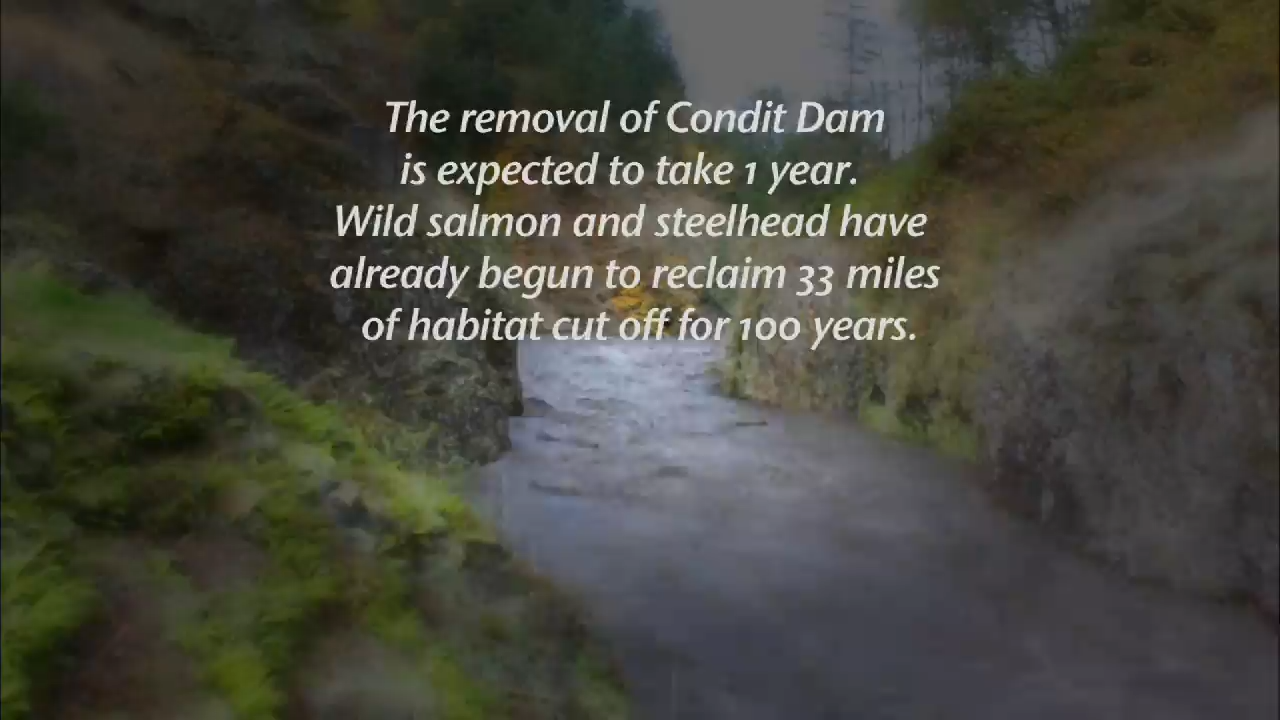 The removal of Condit Dam
is expected to take 1 year.
Wild salmon and steelhead have
already begun to reclaim 33 miles
of habitat cut off for 100 years.